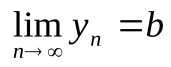 lim y_n = b
n→∞